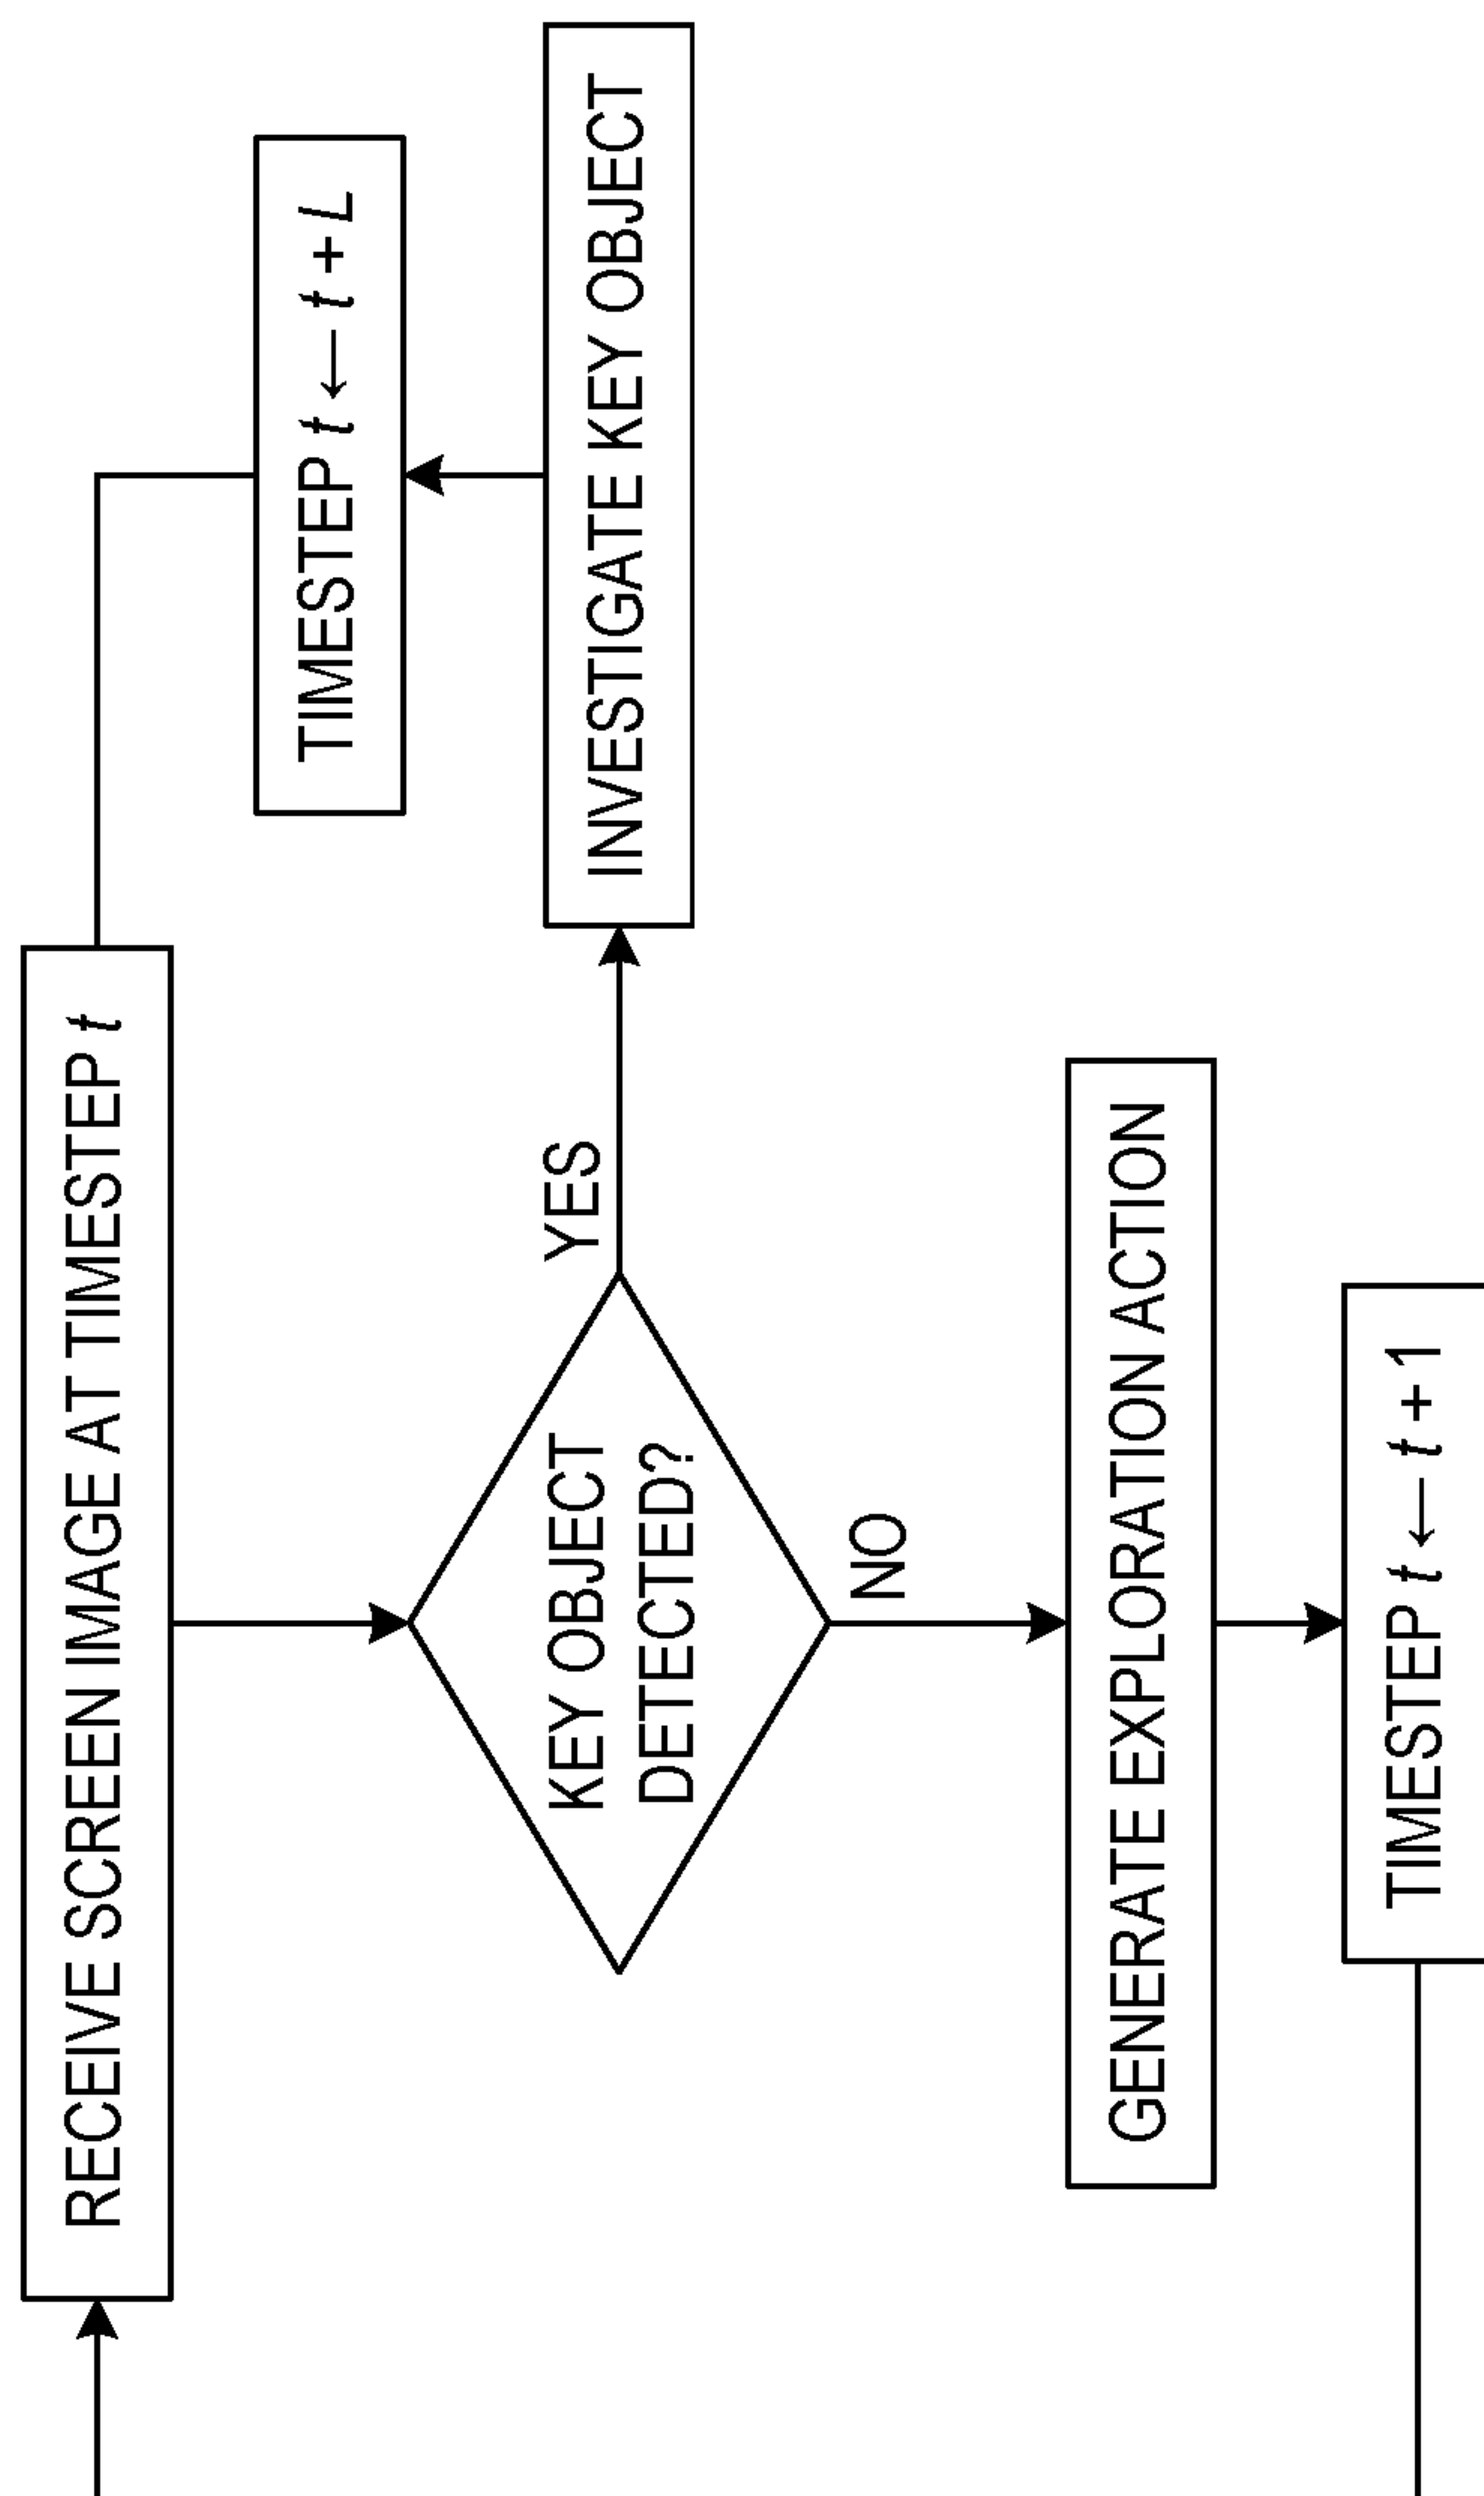 RECEIVE SCREEN IMAGE AT TIMESTEP t
TIMESTEP t ← t + L
KEY OBJECT
DETECTED?
YES
INVESTIGATE KEY OBJECT
NO
GENERATE EXPLORATION ACTION
TIMESTEP t ← t + 1